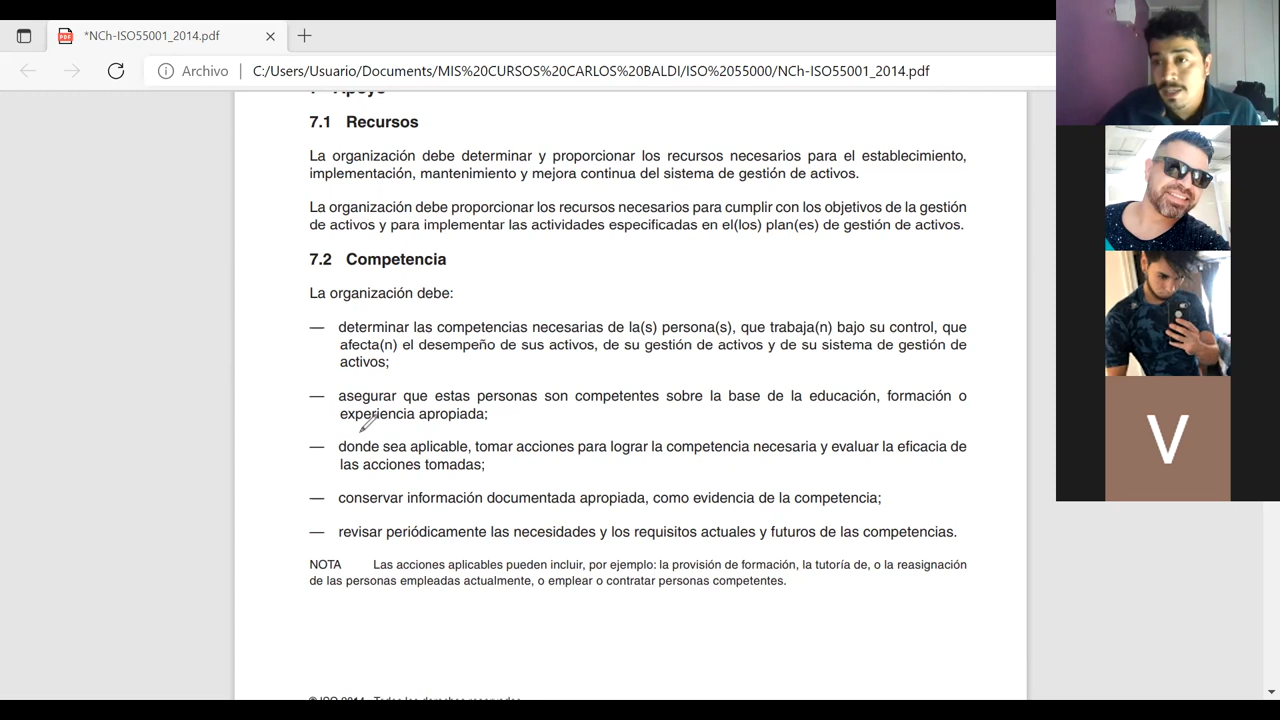 *NCh-ISO55001_2014.pdf
Archivo
C:/Users/Usuario/Documents/MIS%20CURSOS%20CARLOS%20BALDI/ISO%2055000/NCh-ISO55001_2014.pdf
Apoyo
7.1 Recursos
La organización debe determinar y proporcionar los recursos necesarios para el establecimiento,
implementación, mantenimiento y mejora continua del sistema de gestión de activos.
La organización debe proporcionar los recursos necesarios para cumplir con los objetivos de la gestión
de activos y para implementar las actividades especificadas en el(los) plan(es) de gestión de activos.
7.2 Competencia
La organización debe:
— determinar las competencias necesarias de la(s) persona(s), que trabaja(n) bajo su control, que
afecta(n) el desempeño de sus activos, de su gestión de activos y de su sistema de gestión de
activos;
— asegurar que estas personas son competentes sobre la base de la educación, formación o
experiencia apropiada;
— donde sea aplicable, tomar acciones para lograr la competencia necesaria y evaluar la eficacia de
las acciones tomadas;
— conservar información documentada apropiada, como evidencia de la competencia;
— revisar periódicamente las necesidades y los requisitos actuales y futuros de las competencias.
NOTA Las acciones aplicables pueden incluir, por ejemplo: la provisión de formación, la tutoría de, o la reasignación
de las personas empleadas actualmente, o emplear o contratar personas competentes.
V